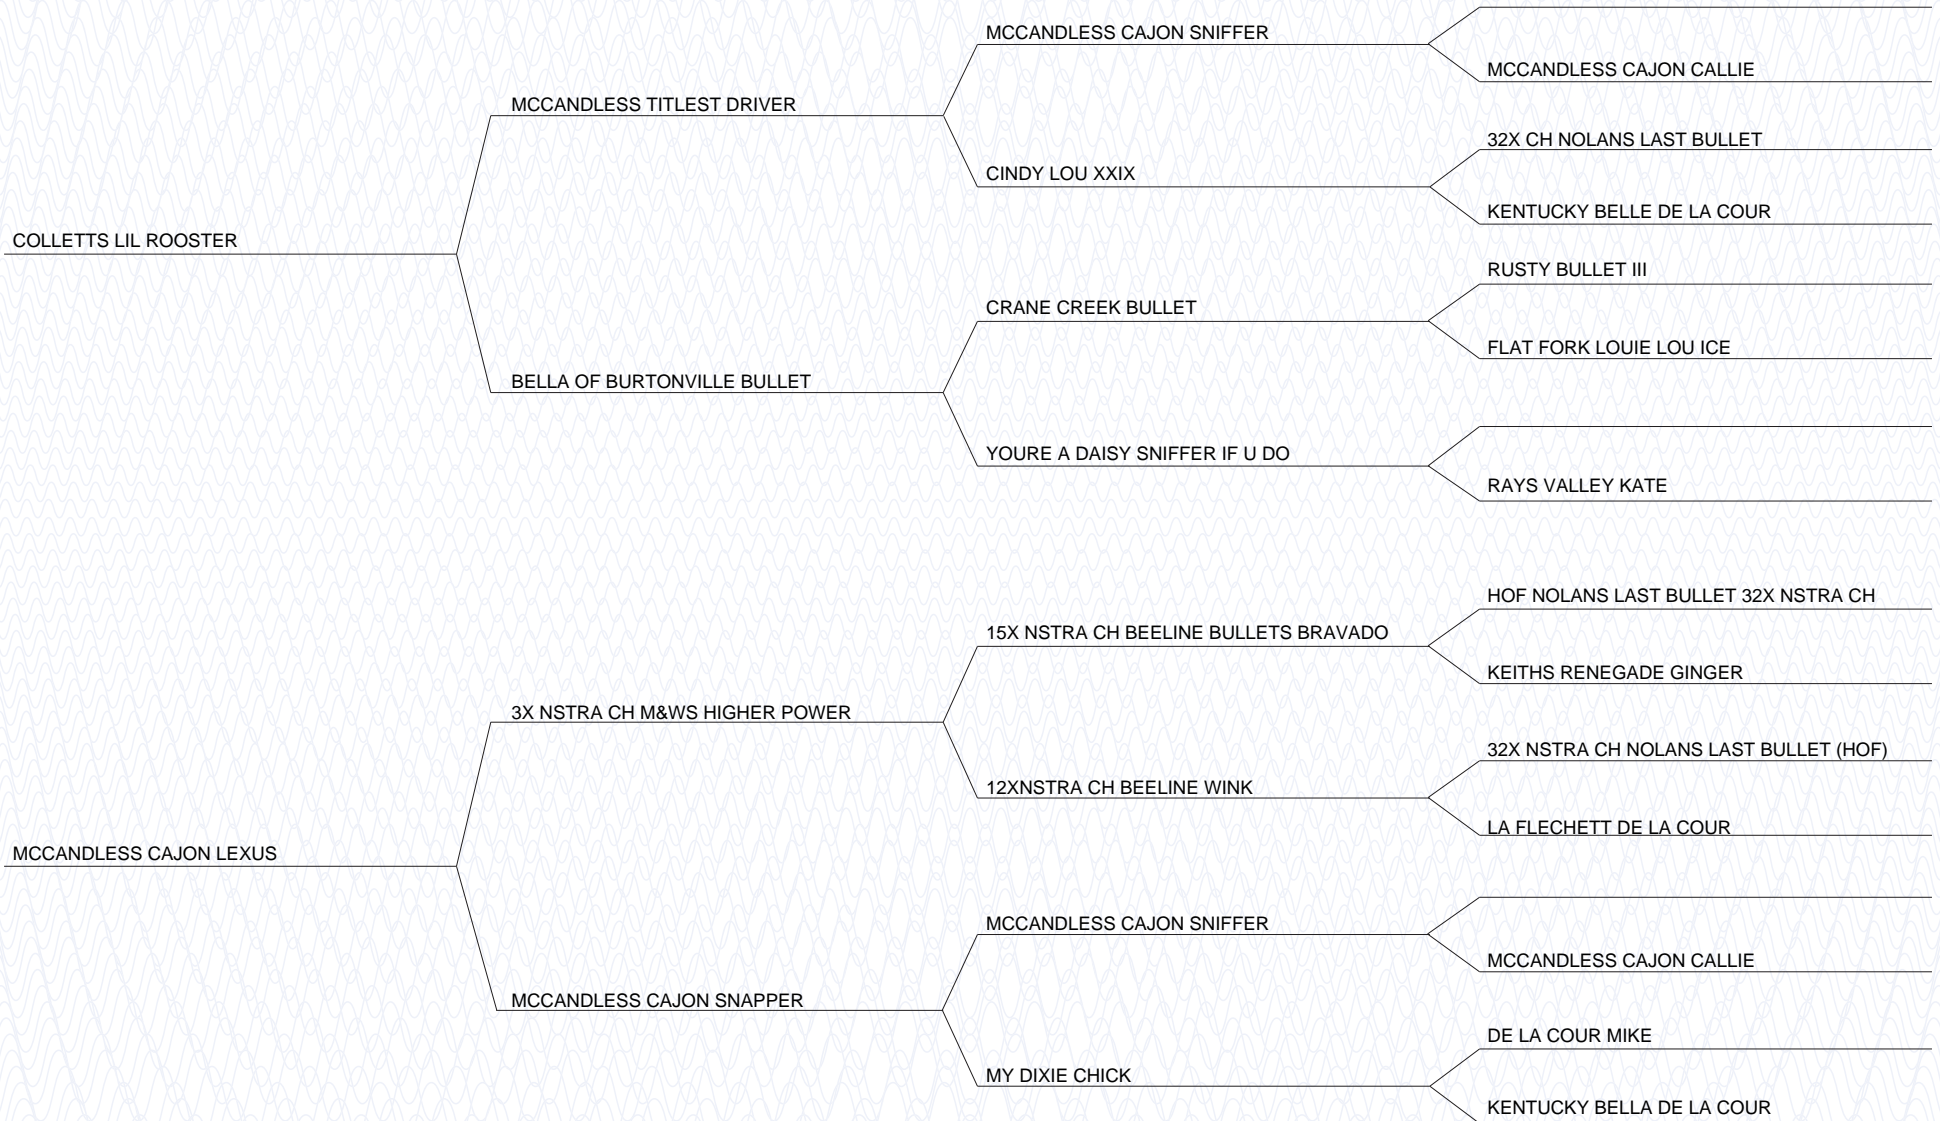 MCCANDLESS CAJON SNIFFER
MCCANDLESS CAJON CALLIE
MCCANDLESS TITLEST DRIVER
32X CH NOLANS LAST BULLET
CINDY LOU XXIX
KENTUCKY BELLE DE LA COUR
COLLETTS LIL ROOSTER
RUSTY BULLET III
CRANE CREEK BULLET
FLAT FORK LOUIE LOU ICE
BELLA OF BURTONVILLE BULLET
YOURE A DAISY SNIFFER IF U DO
RAYS VALLEY KATE
HOF NOLANS LAST BULLET 32X NSTRA CH
15X NSTRA CH BEELINE BULLETS BRAVADO
KEITHS RENEGADE GINGER
3X NSTRA CH M&WS HIGHER POWER
32X NSTRA CH NOLANS LAST BULLET (HOF)
12XNSTRA CH BEELINE WINK
LA FLECHETT DE LA COUR
MCCANDLESS CAJON LEXUS
MCCANDLESS CAJON SNIFFER
MCCANDLESS CAJON CALLIE
MCCANDLESS CAJON SNAPPER
DE LA COUR MIKE
MY DIXIE CHICK
KENTUCKY BELLA DE LA COUR